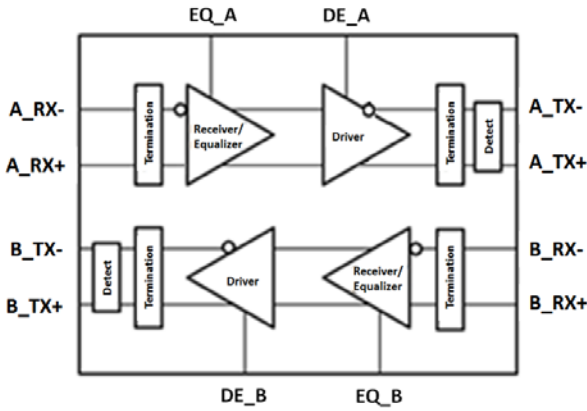 EQ_A DE_A
A_RX- A_TX-
Termination Receiver/
Equalizer Driver Termination Detect
A_RX+ A_TX+
B_TX- B_RX-
Detect Termination Driver Receiver/
Equalizer Termination
B_TX+ B_RX+
DE_B EQ_B